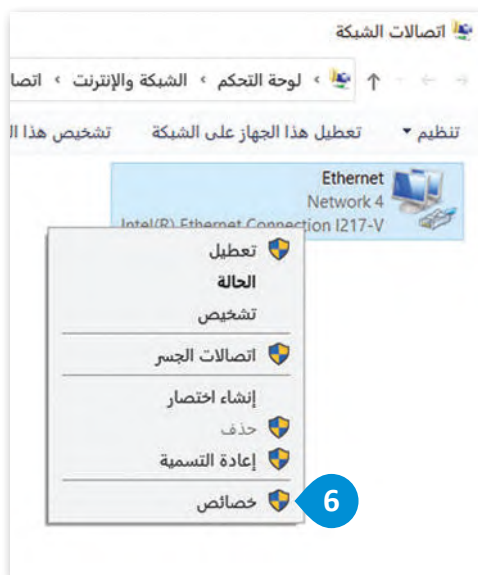 اتصالات الشبكة
لوحة التحكم › الشبكة والإنترنت › اتصا
تنظيم تعطيل هذا الجهاز على الشبكة تشخيص هذا ال
Ethernet
Network 4
Intel(R) Ethernet Connection I217-V
تعطيل
الحالة
تشخيص
اتصالات الجسر
إنشاء اختصار
حذف
إعادة التسمية
خصائص
6